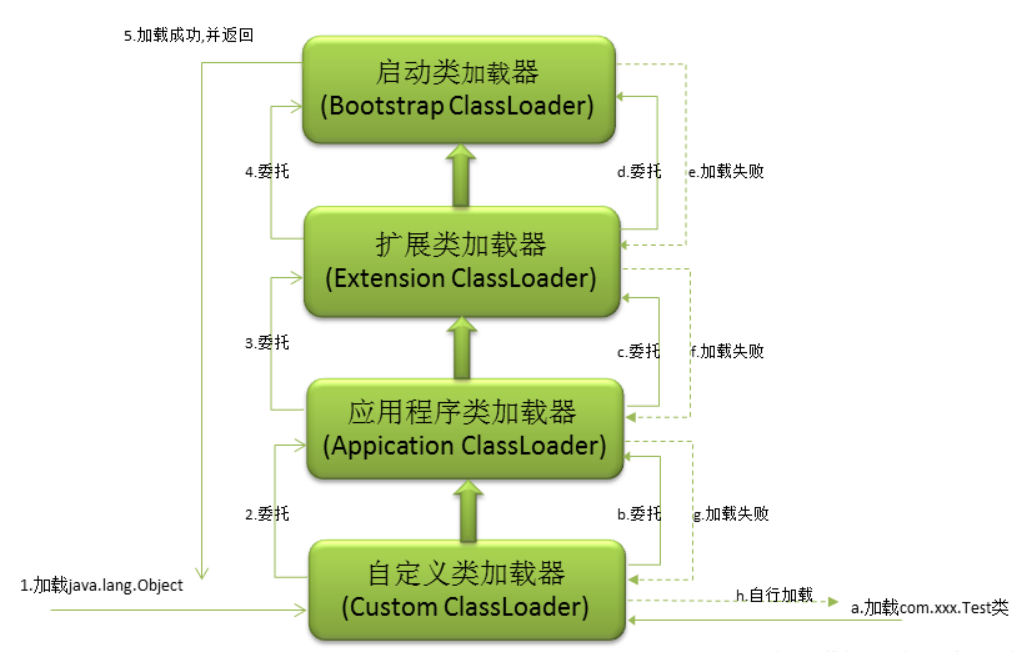 5.加载成功,并返回
启动类加载器
(Bootstrap ClassLoader)
4.委托
d.委托
e.加载失败
扩展类加载器
(Extension ClassLoader)
3.委托
c.委托
f.加载失败
应用程序类加载器
(Appication ClassLoader)
2.委托
b.委托
g.加载失败
自定义类加载器
(Custom ClassLoader)
1.加载java.lang.Object
h.自行加载
a.加载com.xxx.Test类